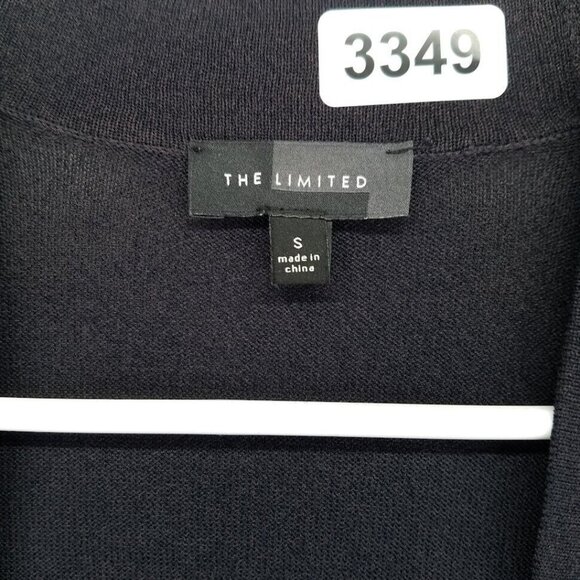 3349
THE LIMITED
S
made in
china